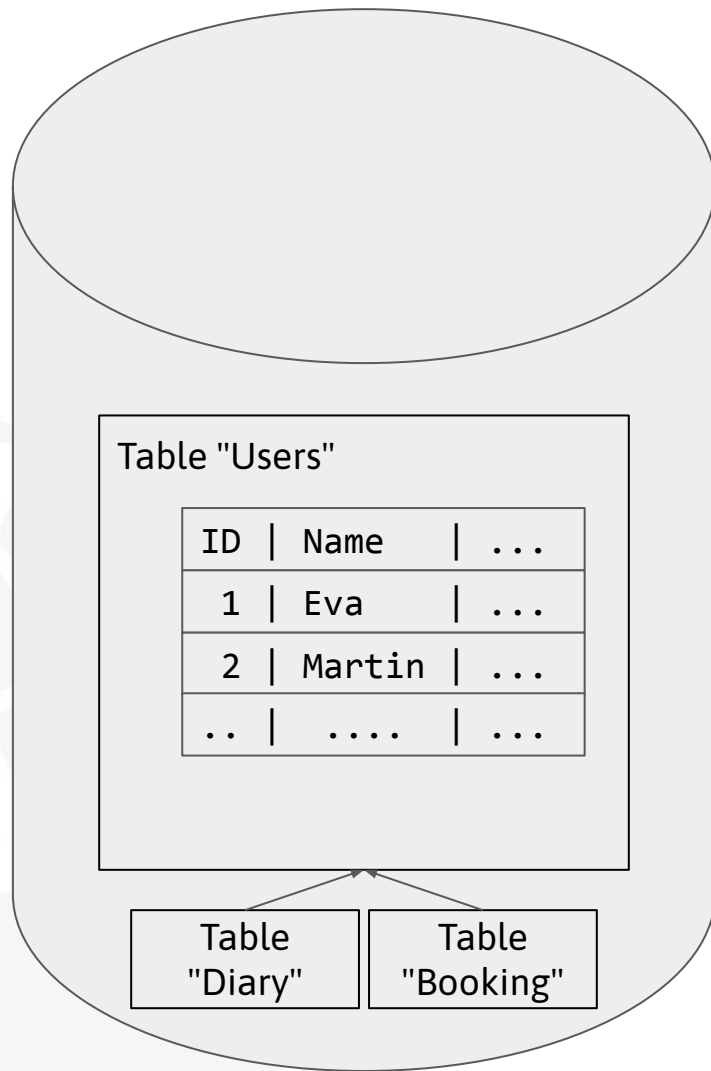 Table "Users"
ID | Name | ...
1 | Eva | ...
2 | Martin | ...
.. | .... | ...
Table
"Diary"
Table
"Booking"